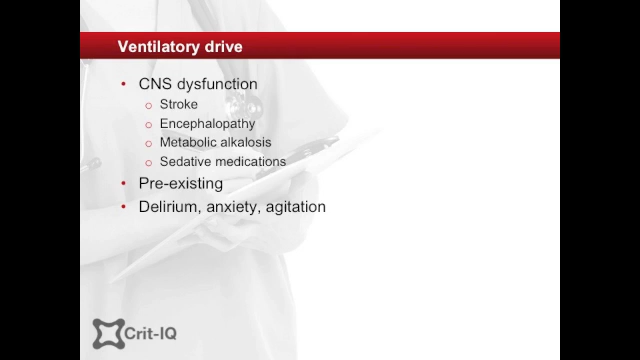 Ventilatory drive
• CNS dysfunction
o Stroke
o Encephalopathy
o Metabolic alkalosis
o Sedative medications
• Pre-existing
• Delirium, anxiety, agitation
Crit-IQ